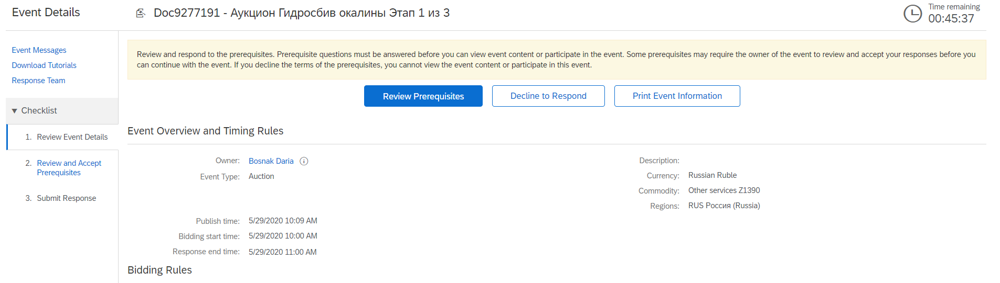 Event Details
Doc9277191 - Аукцион Гидросбив окалины Этап 1 из 3
Time remaining
00:45:37
Event Messages
Download Tutorials
Response Team
▼ Checklist
1. Review Event Details
2. Review and Accept
Prerequisites
3. Submit Response
Review and respond to the prerequisites. Prerequisite questions must be answered before you can view event content or participate in the event. Some prerequisites may require the owner of the event to review and accept your responses before you
can continue with the event. If you decline the terms of the prerequisites, you cannot view the event content or participate in this event.
Review Prerequisites
Decline to Respond
Print Event Information
Event Overview and Timing Rules
Owner: Bosnak Daria
Event Type: Auction
Publish time: 5/29/2020 10:09 AM
Bidding start time: 5/29/2020 10:00 AM
Response end time: 5/29/2020 11:00 AM
Description:
Currency: Russian Ruble
Commodity: Other services Z1390
Regions: RUS Россия (Russia)
Bidding Rules